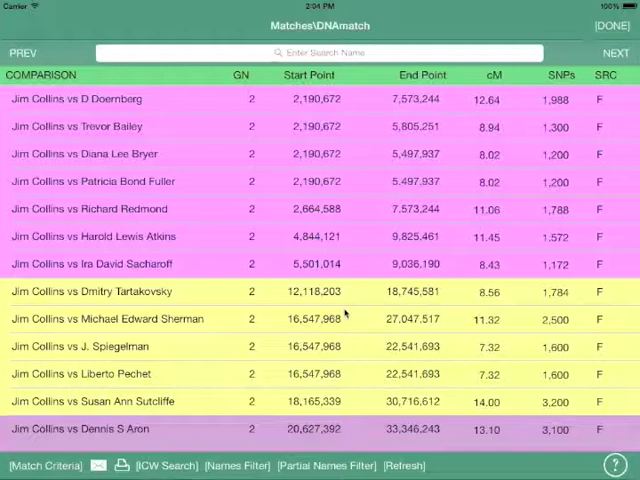 Carrier 2:04 PM 100%
Matches\DNAmatch [DONE]
PREV Enter Search Name NEXT
COMPARISON GN Start Point End Point cM SNPs SRC
Jim Collins vs D Doernberg 2 2,190,672 7,573,244 12.64 1,988 F
Jim Collins vs Trevor Bailey 2 2,190,672 5,805,251 8.94 1,300 F
Jim Collins vs Diana Lee Bryer 2 2,190,672 5,497,937 8.02 1,200 F
Jim Collins vs Patricia Bond Fuller 2 2,190,672 5,497,937 8.02 1,200 F
Jim Collins vs Richard Redmond 2 2,664,588 7,573,244 11.06 1,788 F
Jim Collins vs Harold Lewis Atkins 2 4,844,121 9,825,461 11.45 1,572 F
Jim Collins vs Ira David Sacharoff 2 5,501,014 9,036,190 8.43 1,172 F
Jim Collins vs Dmitry Tartakovsky 2 12,118,203 18,745,581 8.56 1,784 F
Jim Collins vs Michael Edward Sherman 2 16,547,968 27,047,517 11.32 2,500 F
Jim Collins vs J. Spiegelman 2 16,547,968 22,541,693 7.32 1,600 F
Jim Collins vs Liberto Pechet 2 16,547,968 22,541,693 7.32 1,600 F
Jim Collins vs Susan Ann Sutcliffe 2 18,165,339 30,716,612 14.00 3,200 F
Jim Collins vs Dennis S Aron 2 20,627,392 33,346,243 13.10 3,100 F
[Match Criteria] [ICW Search] [Names Filter] [Partial Names Filter] [Refresh] ?